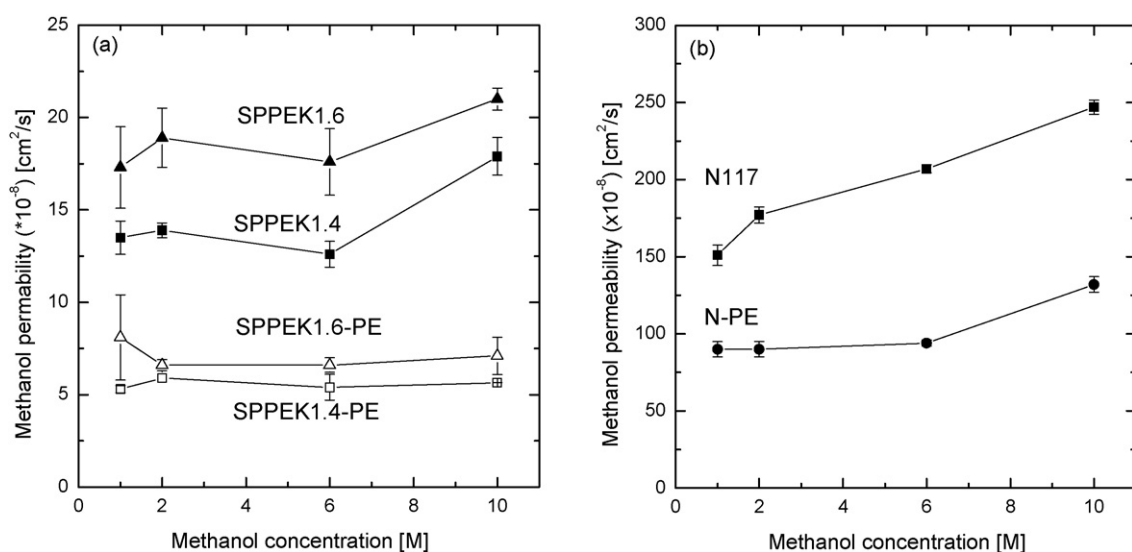 (a)
25
20
15
10
5
0
Methanol permability (*10-8) [cm2/s]
SPPEK1.6
SPPEK1.4
SPPEK1.6-PE
SPPEK1.4-PE
0 2 4 6 8 10
Methanol concentration [M]
(b)
300
250
200
150
100
50
0
Methanol permeability (x10-8) [cm2/s]
N117
N-PE
0 2 4 6 8 10
Methanol concentration [M]